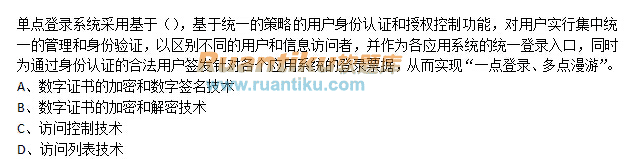 单点登录系统采用基于（），基于统一的策略的用户身份认证和授权控制功能，对用户实行集中统
一的管理和身份验证，以区别不同的用户和信息访问者，并作为各应用系统的统一登录入口，同时
为通过身份认证的合法用户签发针对各个应用系统的登录票据，从而实现“一点登录、多点漫游”。
A、数字证书的加密和数字签名技术
www.ruantiku.com
B、数字证书的加密和解密技术
C、访问控制技术
D、访问列表技术